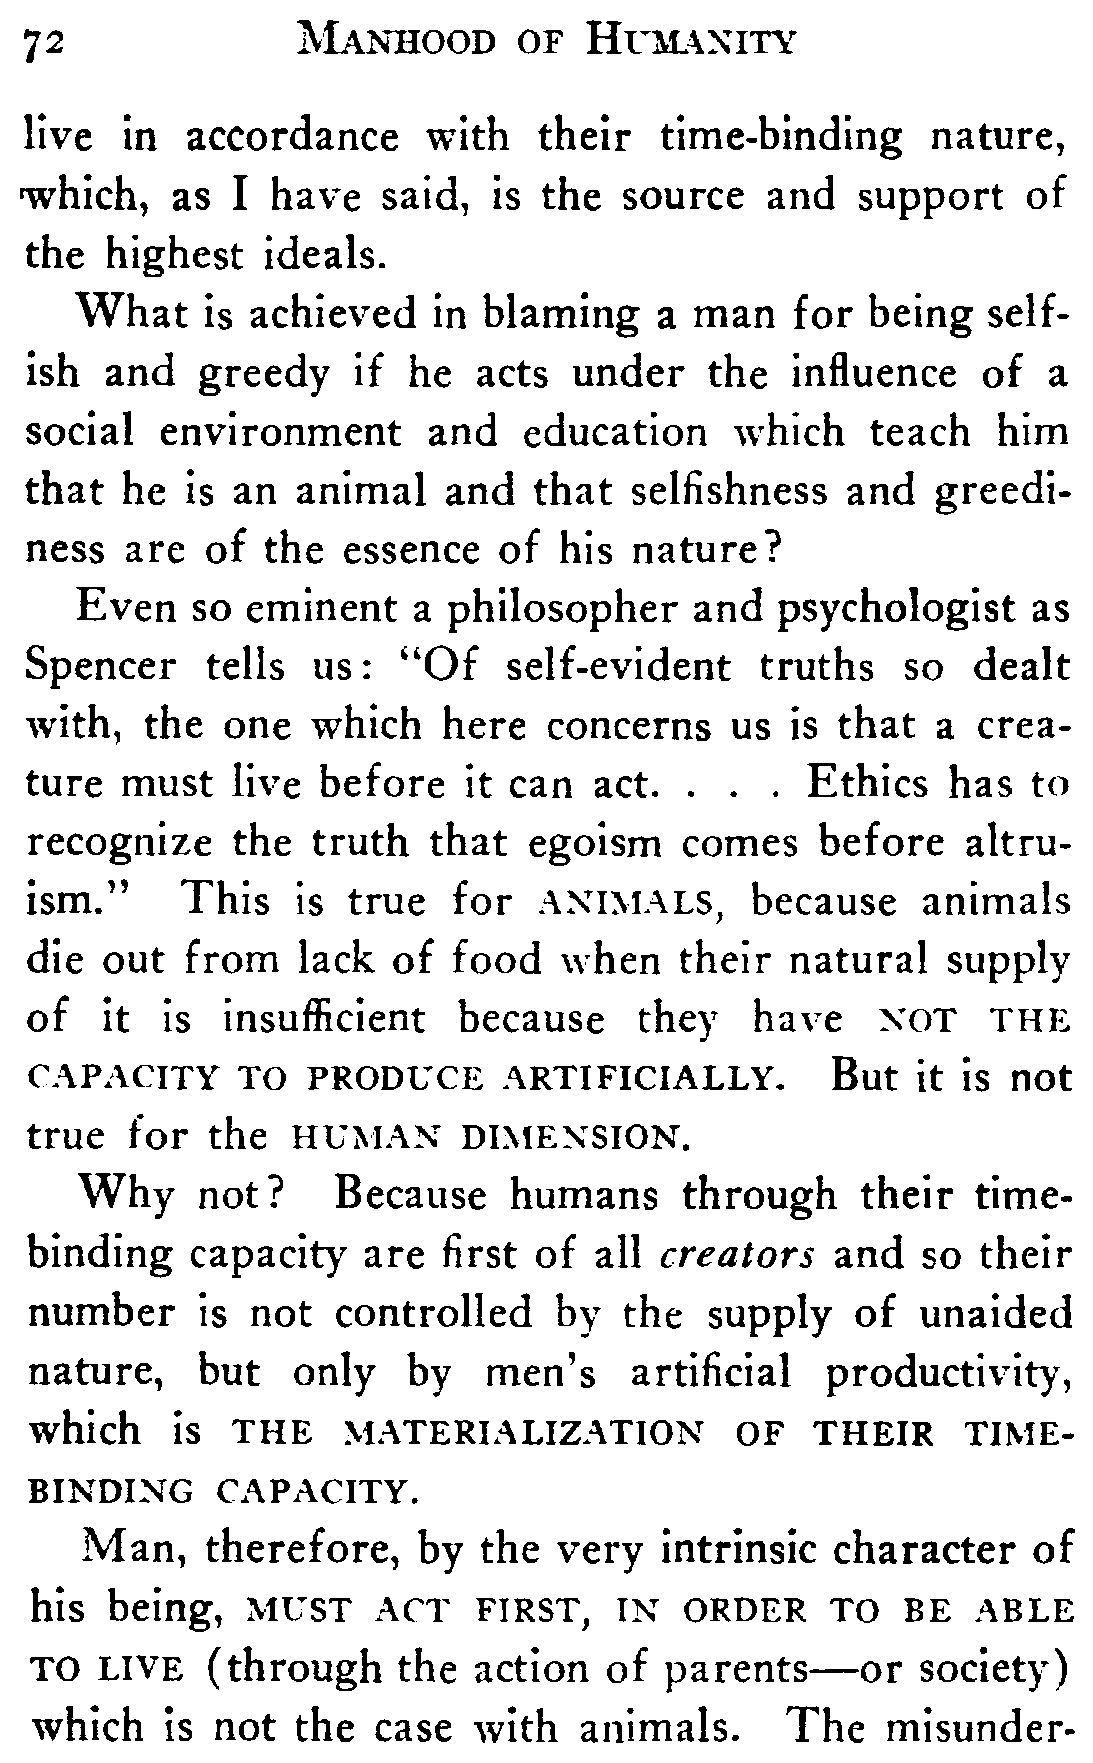 72 MANHOOD OF HUMANITY
live in accordance with their time-binding nature,
which, as I have said, is the source and support of
the highest ideals.
What is achieved in blaming a man for being self-
ish and greedy if he acts under the influence of a
social environment and education which teach him
that he is an animal and that selfishness and greedi-
ness are of the essence of his nature?
Even so eminent a philosopher and psychologist as
Spencer tells us: “Of self-evident truths so dealt
with, the one which here concerns us is that a crea-
ture must live before it can act. . . . Ethics has to
recognize the truth that egoism comes before altru-
ism.” This is true for ANIMALS, because animals
die out from lack of food when their natural supply
of it is insufficient because they have NOT THE
CAPACITY TO PRODUCE ARTIFICIALLY. But it is not
true for the HUMAN DIMENSION.
Why not? Because humans through their time-
binding capacity are first of all creators and so their
number is not controlled by the supply of unaided
nature, but only by men's artificial productivity,
which is THE MATERIALIZATION OF THEIR TIME-
BINDING CAPACITY.
Man, therefore, by the very intrinsic character of
his being, MUST ACT FIRST, IN ORDER TO BE ABLE
TO LIVE (through the action of parents—or society)
which is not the case with animals. The misunder-